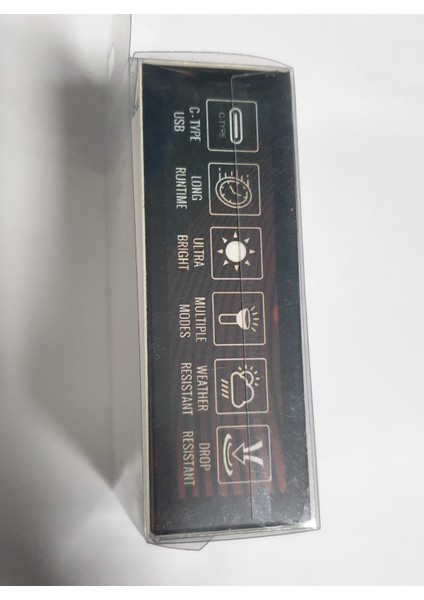 C-TYPE
C-TYPE
USB
LONG
RUNTIME
ULTRA
BRIGHT
MULTIPLE
MODES
WEATHER
RESISTANT
DROP
RESISTANT